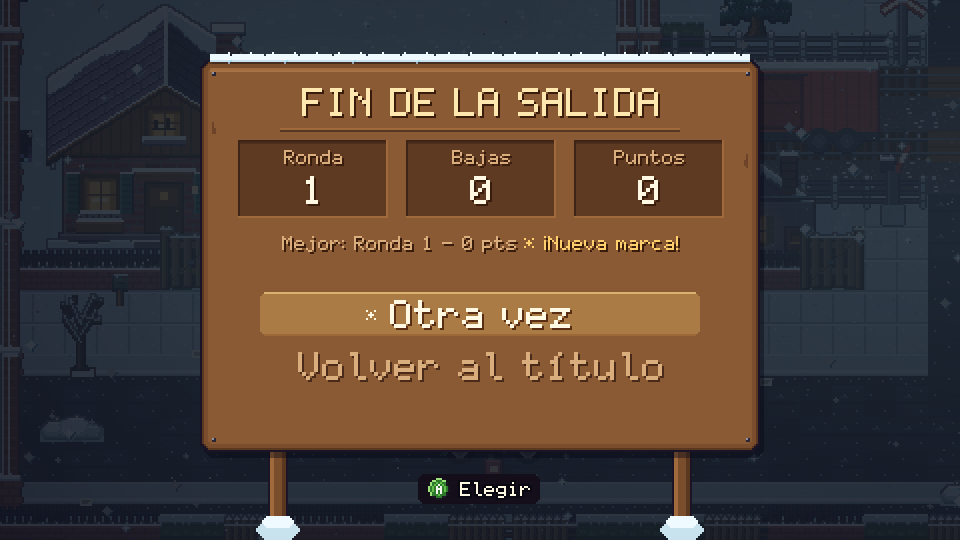 FIN DE LA SALIDA
Ronda Bajas Puntos
1 0 0
Mejor: Ronda 1 - 0 pts ¡Nueva marca!
Otra vez
Volver al título
A Elegir